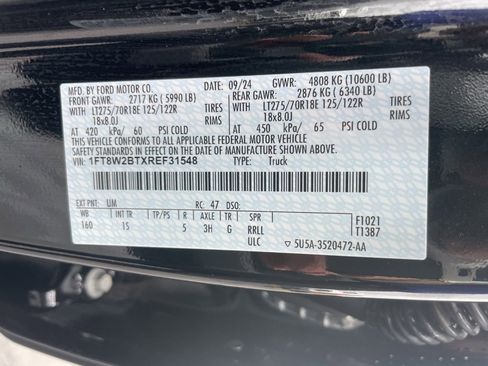 MFD. BY FORD MOTOR CO. DATE: 09/24 GVWR: 4808 KG (10600 LB)
FRONT GAWR: 2717 KG (5990 LB) REAR GAWR: 2876 KG (6340 LB)
WITH LT275/70R18E 125/122R TIRES WITH LT275/70R18E 125/122R TIRES
18x8.0J RIMS 18x8.0J RIMS
AT 420 kPa/ 60 PSI COLD AT 450 kPa/ 65 PSI COLD
THIS VEHICLE CONFORMS TO ALL APPLICABLE FEDERAL MOTOR VEHICLE
SAFETY STANDARDS IN EFFECT ON THE DATE OF MANUFACTURE SHOWN ABOVE.
VIN: 1FT8W2BTXREF31548 TYPE: Truck
EXT PNT: UM RC: 47 DSO:
WB INT TR TP/PS R AXLE TR SPR F1021
160 15 5 3H G RRLL T1387
ULC 5U5A-3520472-AA